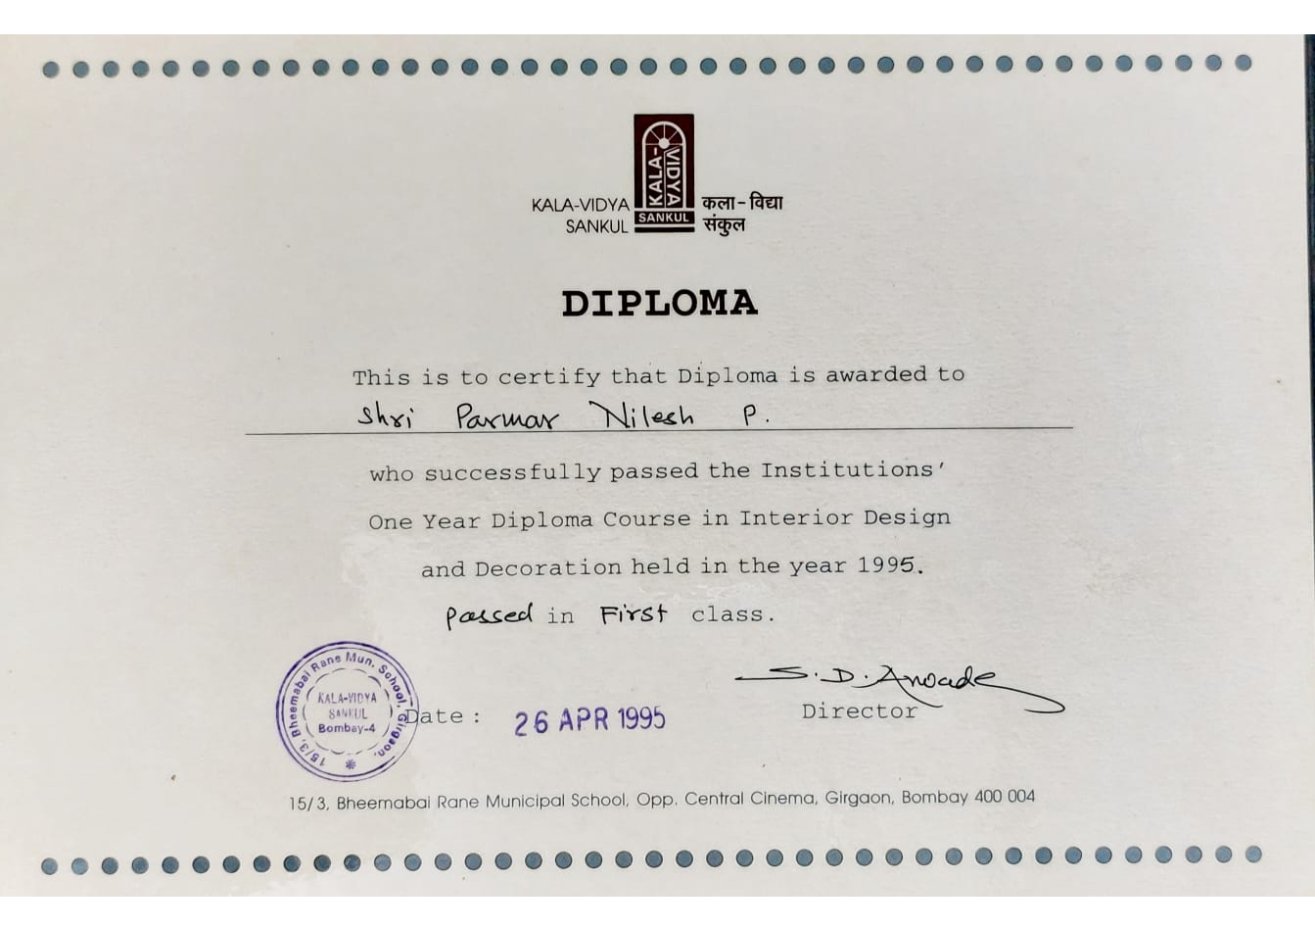 KALA-VIDYA
SANKUL
KALA-VIDYA
SANKUL
कला-विद्या
संकुल
DIPLOMA
This is to certify that Diploma is awarded to
Shri Parmar Nilesh P.
who successfully passed the Institutions'
One Year Diploma Course in Interior Design
and Decoration held in the year 1995.
passed in First class.
15/3, Bheemabai Rane Mun. School, Girgaon,
KALA-VIDYA
SANKUL
Bombay-4
Date : 26 APR 1995
S. D. Arwade
Director
15/3, Bheemabai Rane Municipal School, Opp. Central Cinema, Girgaon, Bombay 400 004